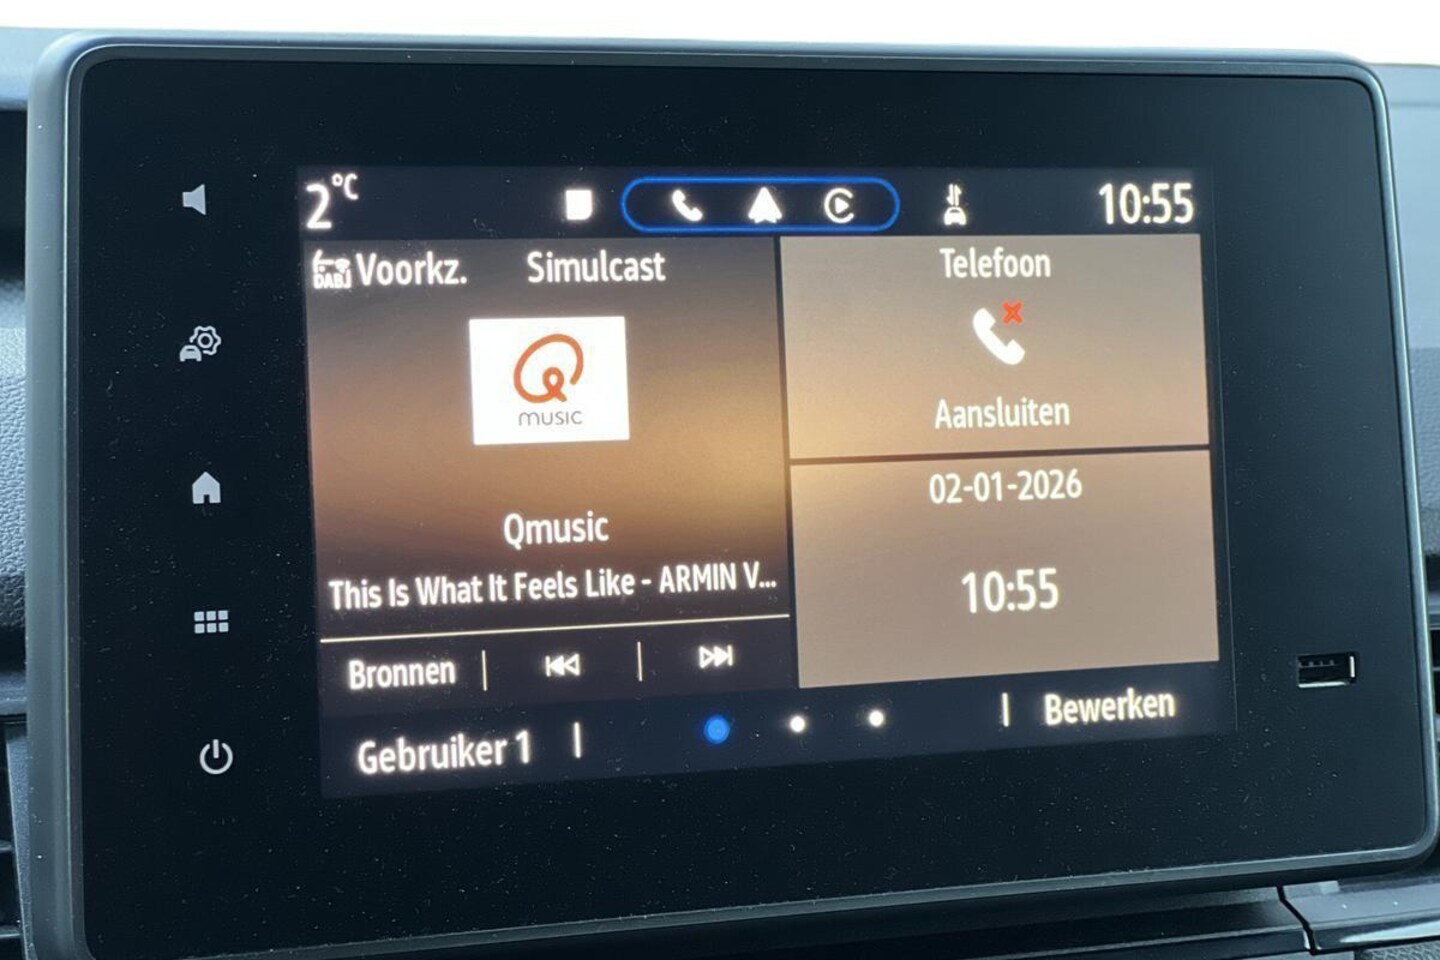 2°C
10:55
DAB Voorkz. Simulcast
MUSIC
Qmusic
This Is What It Feels Like - ARMIN V...
Bronnen
Telefoon
Aansluiten
02-01-2026
10:55
Gebruiker 1
Bewerken